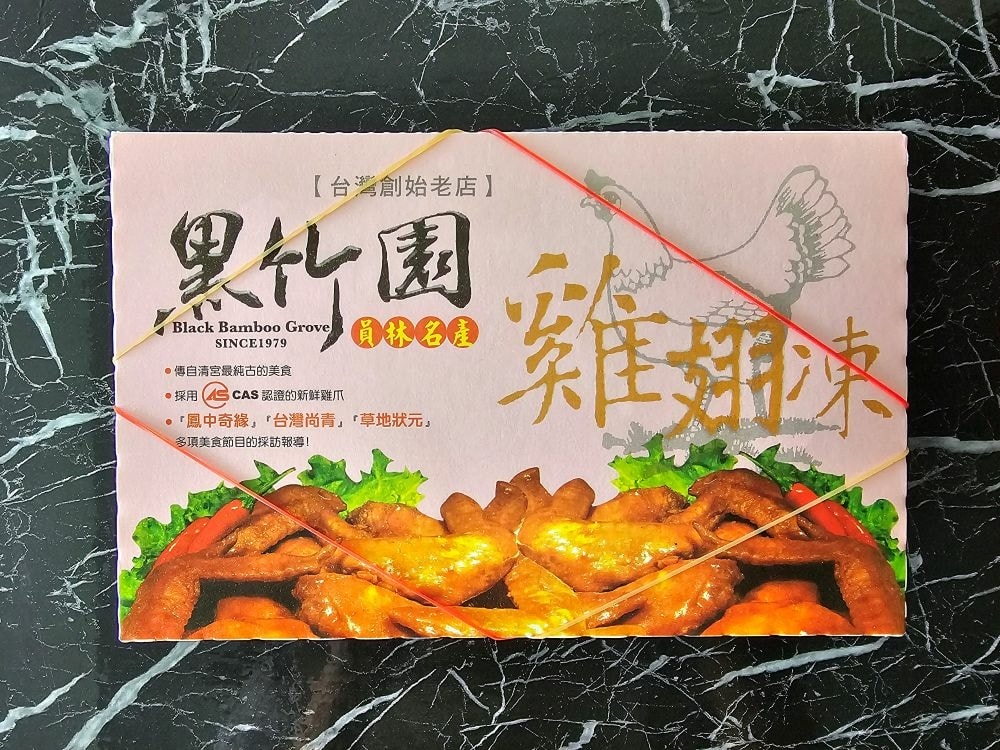 【台灣創始老店】
黑竹園
Black Bamboo Grove
SINCE1979
員林名產
雞翅凍
•傳自清宮最純古的美食
•採用 CAS CAS 認證的新鮮雞爪
•『鳳中奇緣』『台灣尚青』『草地狀元』
多項美食節目的採訪報導!